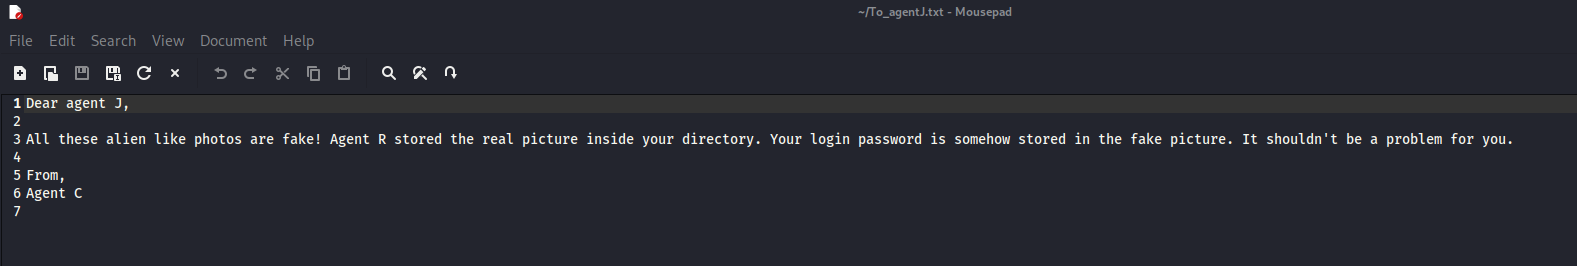 ~/To_agentJ.txt - Mousepad
File Edit Search View Document Help
1 Dear agent J,
2
3 All these alien like photos are fake! Agent R stored the real picture inside your directory. Your login password is somehow stored in the fake picture. It shouldn't be a problem for you.
4
5 From,
6 Agent C
7